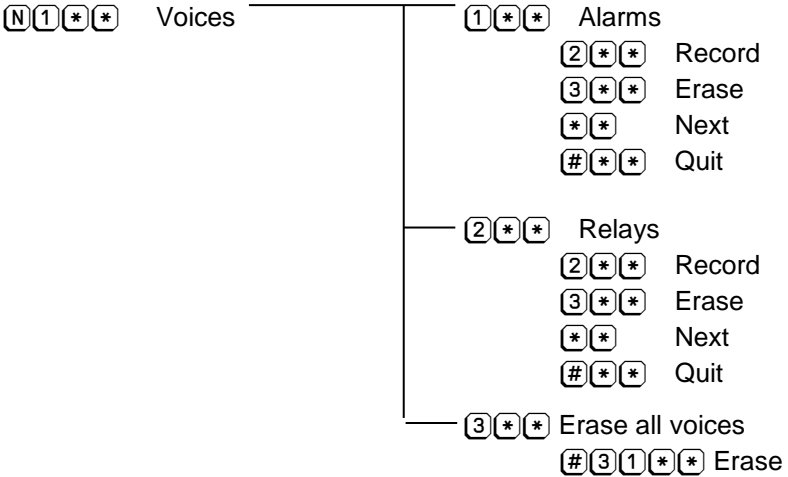 N1** Voices 1** Alarms
2** Record
3** Erase
** Next
#** Quit
2** Relays
2** Record
3** Erase
** Next
#** Quit
3** Erase all voices
#31** Erase